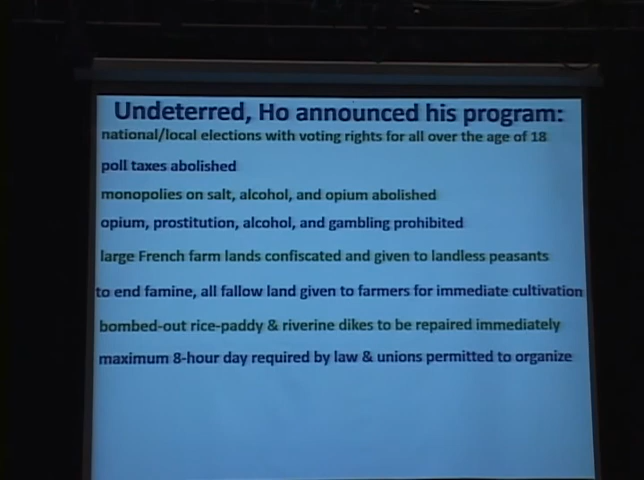 Undeterred, Ho announced his program:
national/local elections with voting rights for all over the age of 18
poll taxes abolished
monopolies on salt, alcohol, and opium abolished
opium, prostitution, alcohol, and gambling prohibited
large French farm lands confiscated and given to landless peasants
to end famine, all fallow land given to farmers for immediate cultivation
bombed-out rice-paddy & riverine dikes to be repaired immediately
maximum 8-hour day required by law & unions permitted to organize